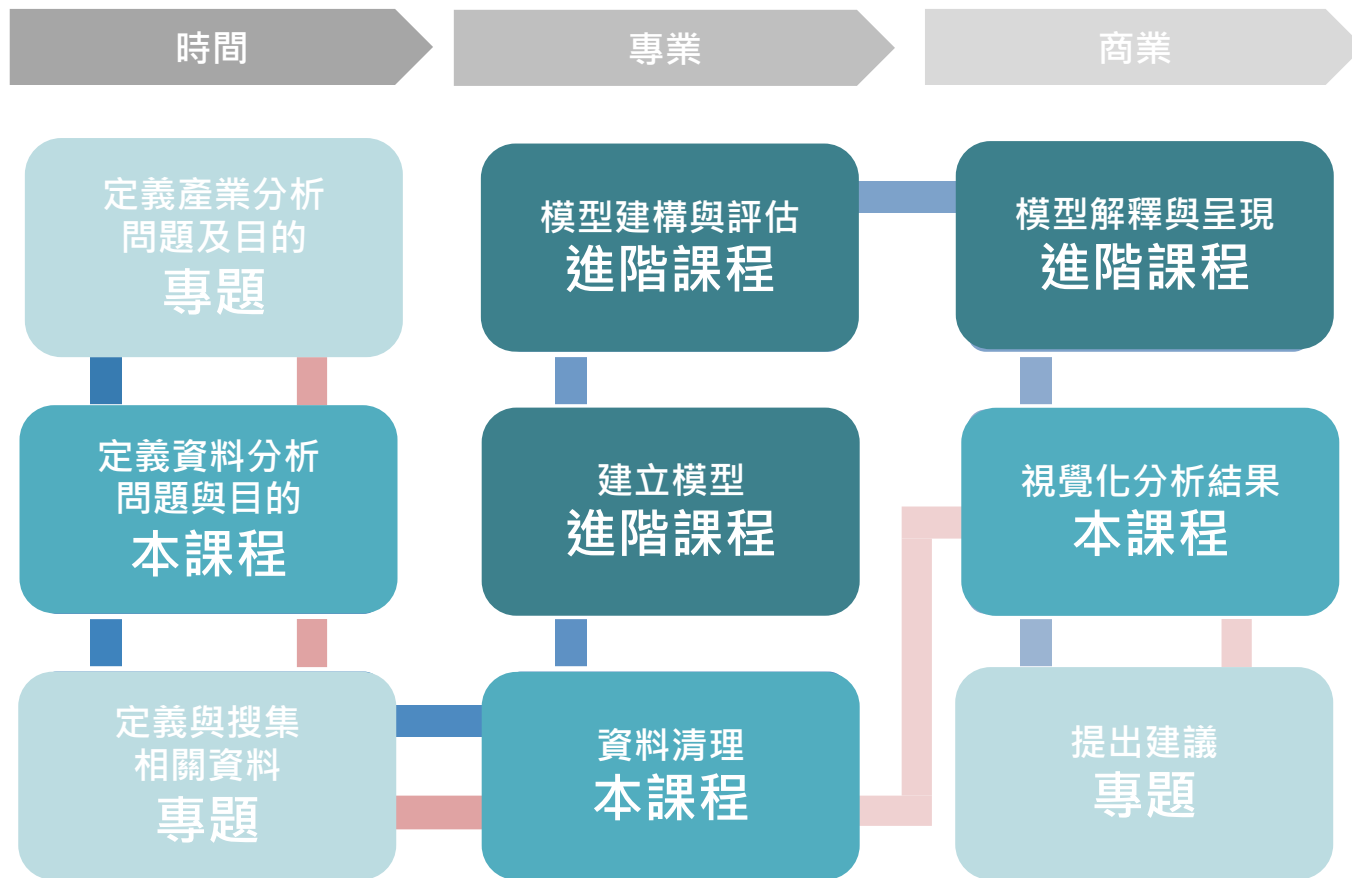 時間
專業
商業
定義產業分析
問題及目的
專題
模型建構與評估
進階課程
模型解釋與呈現
進階課程
定義資料分析
問題與目的
本課程
建立模型
進階課程
視覺化分析結果
本課程
定義與搜集
相關資料
專題
資料清理
本課程
提出建議
專題